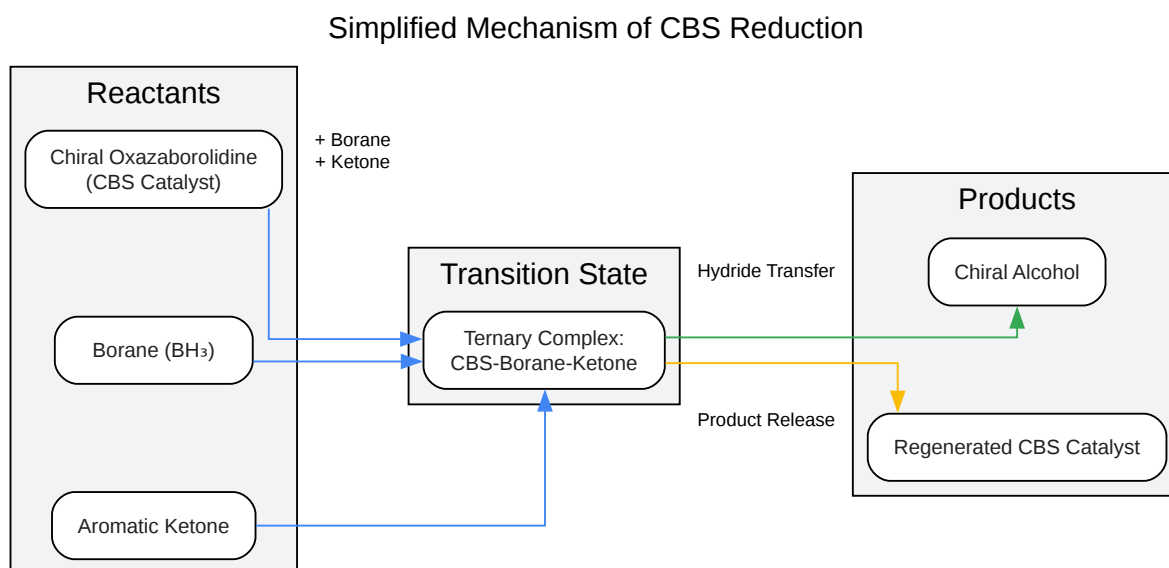 Simplified Mechanism of CBS Reduction
Reactants
Chiral Oxazaborolidine
(CBS Catalyst)
Borane (BH₃)
Aromatic Ketone
+ Borane
+ Ketone
Transition State
Ternary Complex:
CBS-Borane-Ketone
Hydride Transfer
Product Release
Products
Chiral Alcohol
Regenerated CBS Catalyst